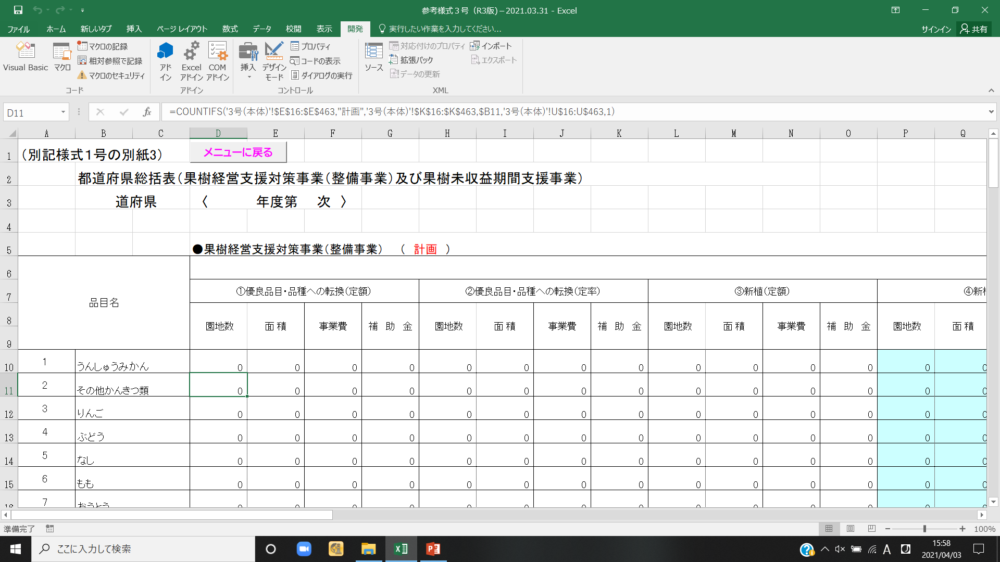 参考様式３号（R3版）－2021.03.31 - Excel
ファイル ホーム 新しいタブ 挿入 ページ レイアウト 数式 データ 校閲 表示 開発 実行したい作業を入力してください... サインイン 共有
Visual Basic マクロ マクロの記録 相対参照で記録 マクロのセキュリティ
コード
アドイン Excel アドイン COM アドイン
アドイン
挿入 デザイン モード プロパティ コードの表示 ダイアログの実行
コントロール
ソース 対応付けのプロパティ 拡張パック データの更新 インポート エクスポート
XML
D11 fx =COUNTIFS('3号(本体)'!$E$16:$E$463,"計画",'3号(本体)'!$K$16:$K$463,$B11,'3号(本体)'!U$16:U$463,1)
A B C D E F G H I J K L M N O P Q
1 （別記様式１号の別紙3） メニューに戻る
2 都道府県総括表（果樹経営支援対策事業（整備事業）及び果樹未収益期間支援事業）
3 道府県 〈 年度第 次 〉
4
5 ●果樹経営支援対策事業（整備事業） （ 計画 ）
6
7 品目名 ①優良品目・品種への転換（定額） ②優良品目・品種への転換（定率） ③新植（定額）
8 園地数 面 積 事業費 補 助 金 園地数 面 積 事業費 補 助 金 園地数 面 積 事業費 補 助 金 園地数 面 積
9
10 1 うんしゅうみかん 0 0 0 0 0 0 0 0 0 0 0 0 0 0
11 2 その他かんきつ類 0 0 0 0 0 0 0 0 0 0 0 0 0 0
12 3 りんご 0 0 0 0 0 0 0 0 0 0 0 0 0 0
13 4 ぶどう 0 0 0 0 0 0 0 0 0 0 0 0 0 0
14 5 なし 0 0 0 0 0 0 0 0 0 0 0 0 0 0
15 6 もも 0 0 0 0 0 0 0 0 0 0 0 0 0 0
16 7 おうとう
準備完了 100%
ここに入力して検索 A J 15:58
2021/04/03